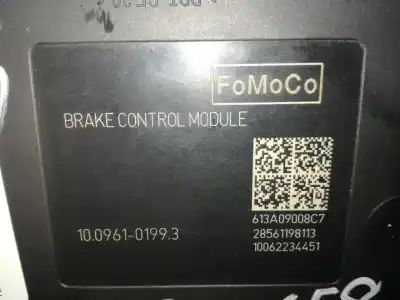 FoMoCo
BRAKE CONTROL MODULE
613A09008C7
10.0961-0199.3
28561198113
10062234451